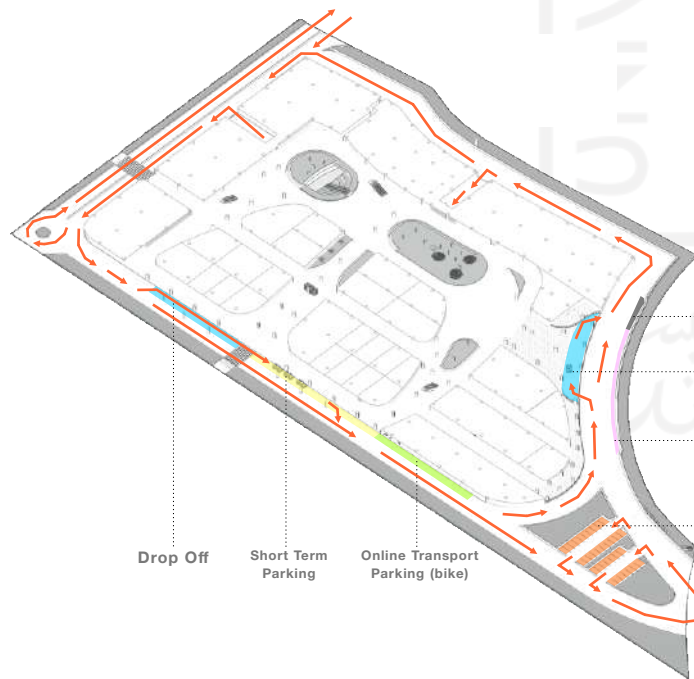 Drop Off
Short Term
Parking
Online Transport
Parking (bike)